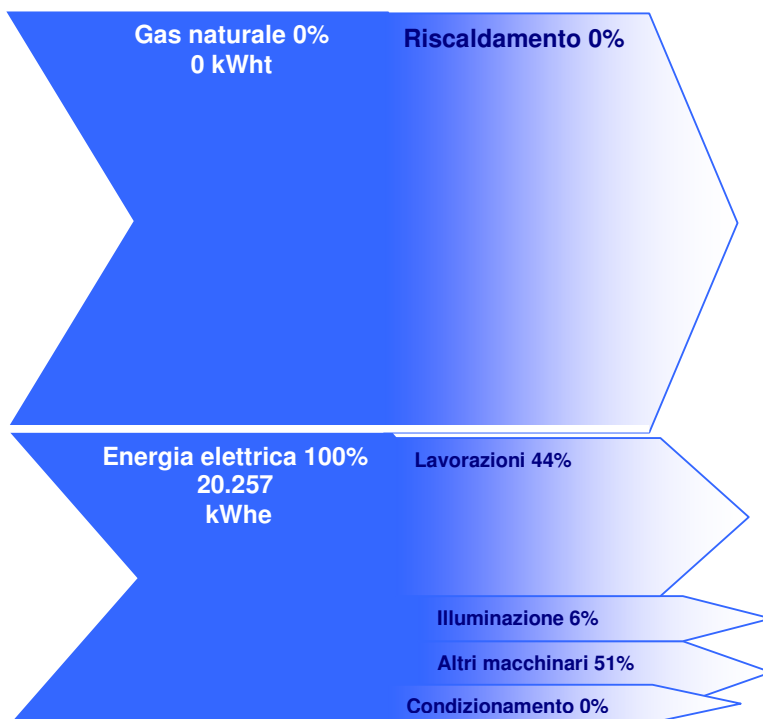 Gas naturale 0%
0 kWht
Riscaldamento 0%
Energia elettrica 100%
20.257
kWhe
Lavorazioni 44%
Illuminazione 6%
Altri macchinari 51%
Condizionamento 0%